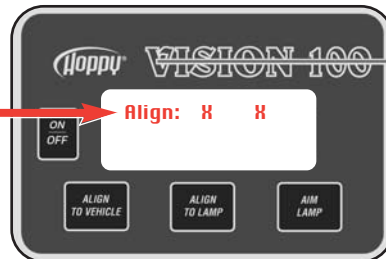 Hoppy® VISION 100
Align: X X
ON
OFF
ALIGN
TO VEHICLE
ALIGN
TO LAMP
AIM
LAMP